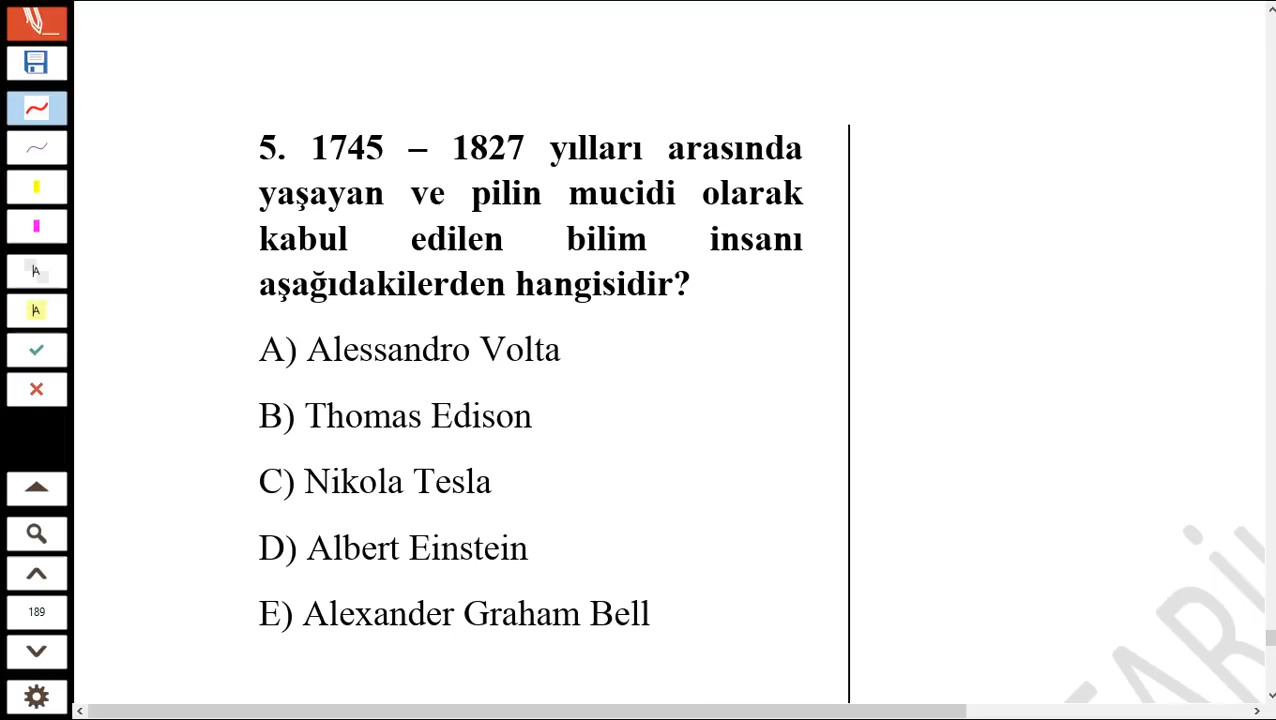 5. 1745 – 1827 yılları arasında
yaşayan ve pilin mucidi olarak
kabul edilen bilim insanı
aşağıdakilerden hangisidir?
A) Alessandro Volta
B) Thomas Edison
C) Nikola Tesla
D) Albert Einstein
E) Alexander Graham Bell
A
A
189